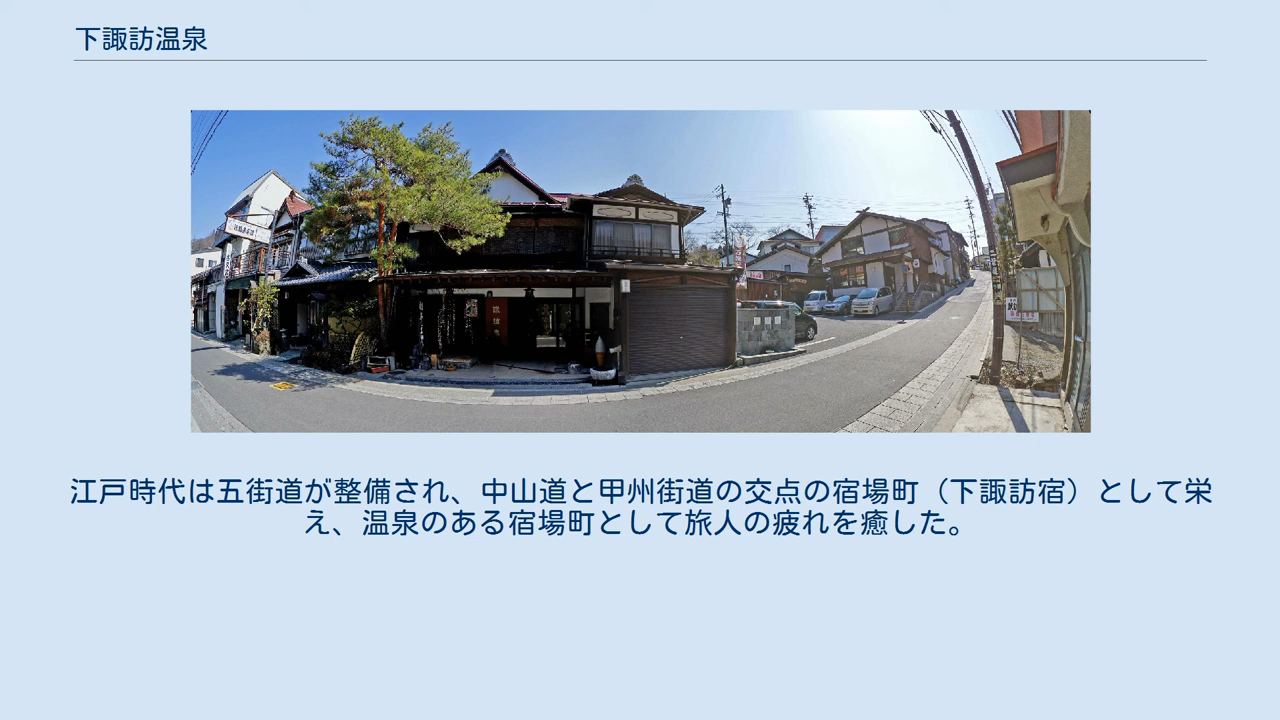 下諏訪温泉
江戸時代は五街道が整備され、中山道と甲州街道の交点の宿場町（下諏訪宿）として栄
え、温泉のある宿場町として旅人の疲れを癒した。